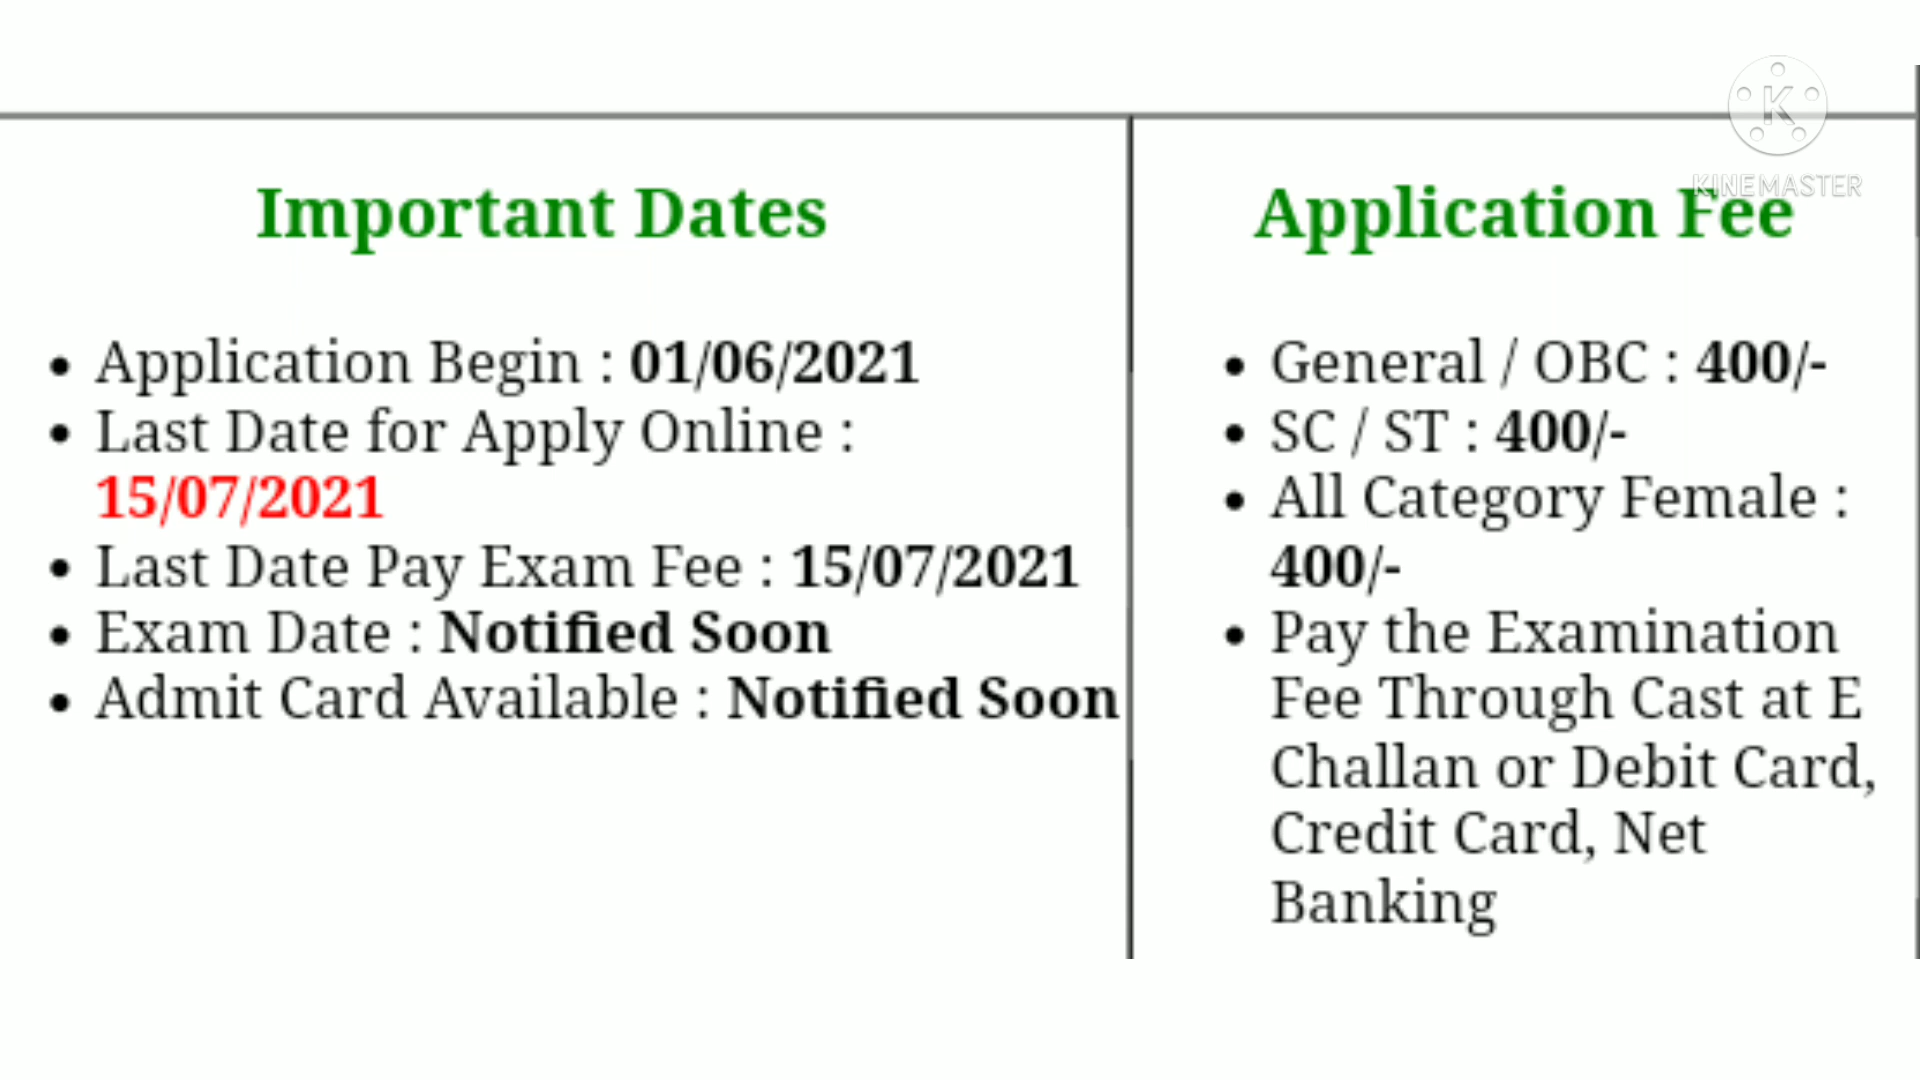 KINEMASTER
Important Dates
Application Begin : 01/06/2021
Last Date for Apply Online :
15/07/2021
Last Date Pay Exam Fee : 15/07/2021
Exam Date : Notified Soon
Admit Card Available : Notified Soon
Application Fee
General / OBC : 400/-
SC / ST : 400/-
All Category Female :
400/-
Pay the Examination
Fee Through Cast at E
Challan or Debit Card,
Credit Card, Net
Banking